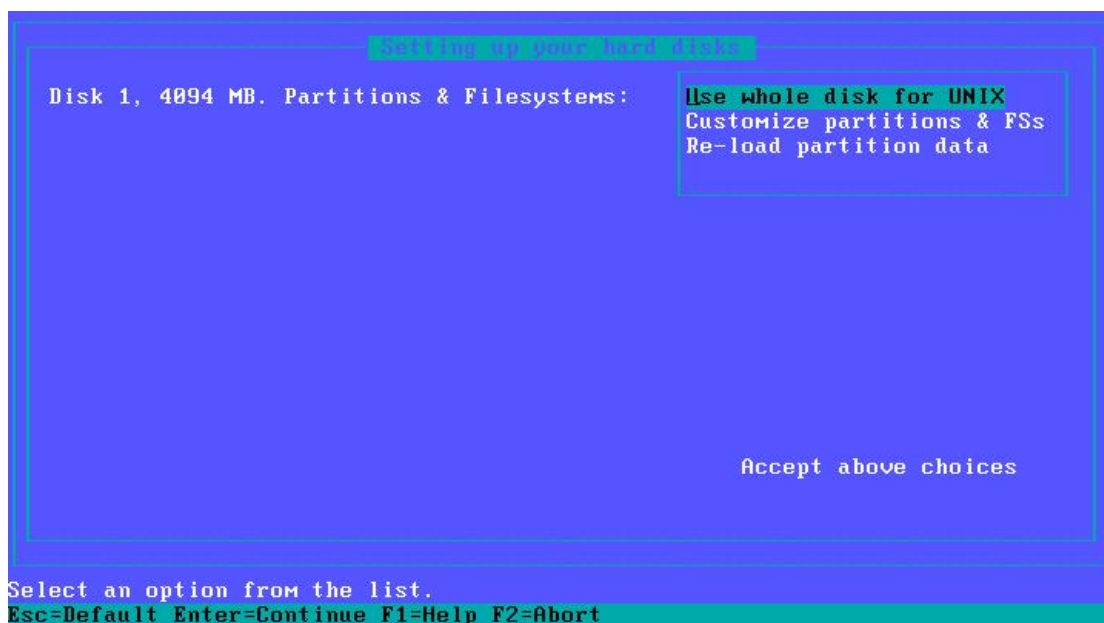 Setting up your hard disks
Disk 1, 4094 MB. Partitions & Filesystems:
Use whole disk for UNIX
Customize partitions & FSs
Re-load partition data
Accept above choices
Select an option from the list.
Esc=Default Enter=Continue F1=Help F2=Abort